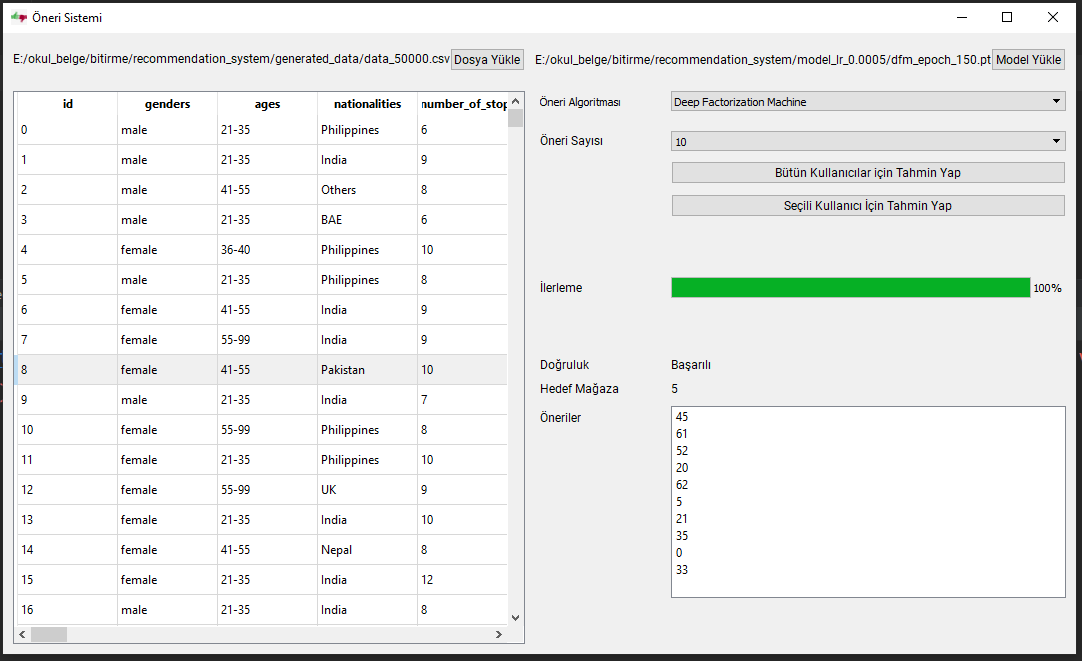 Öneri Sistemi
E:/okul_belge/bitirme/recommendation_system/generated_data/data_50000.csv Dosya Yükle E:/okul_belge/bitirme/recommendation_system/model_lr_0.0005/dfm_epoch_150.pt Model Yükle
id genders ages nationalities number_of_stop
0 male 21-35 Philippines 6
1 male 21-35 India 9
2 male 41-55 Others 8
3 male 21-35 BAE 6
4 female 36-40 Philippines 10
5 male 21-35 Philippines 8
6 female 41-55 India 9
7 female 55-99 India 9
8 female 41-55 Pakistan 10
9 male 21-35 India 7
10 female 55-99 Philippines 8
11 female 21-35 Philippines 10
12 female 55-99 UK 9
13 female 21-35 India 10
14 female 41-55 Nepal 8
15 female 21-35 India 12
16 male 21-35 India 8
Öneri Algoritması Deep Factorization Machine
Öneri Sayısı 10
Bütün Kullanıcılar için Tahmin Yap
Seçili Kullanıcı İçin Tahmin Yap
İlerleme 100%
Doğruluk Başarılı
Hedef Mağaza 5
Öneriler
45
61
52
20
62
5
21
35
0
33